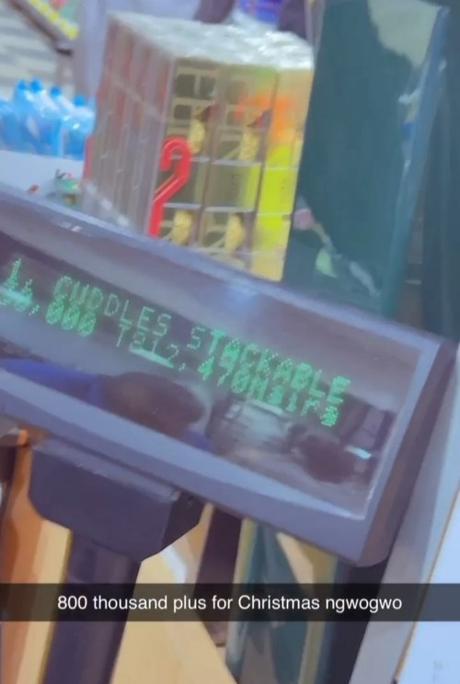 1, CUDDLES STACKABLE
800 thousand plus for Christmas ngwogwo